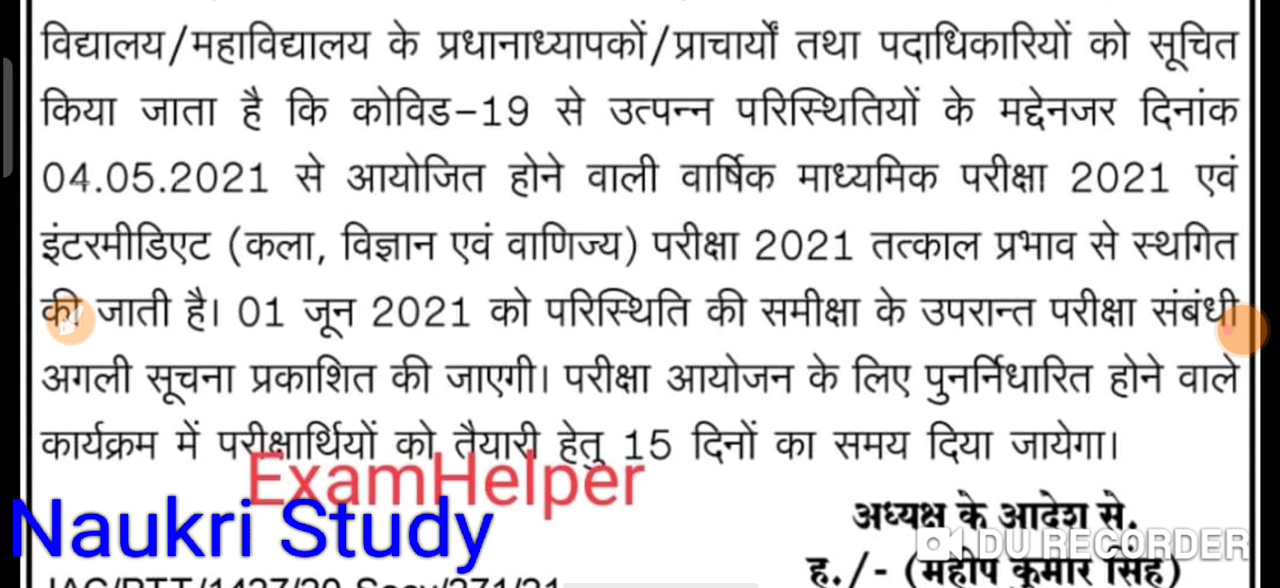 विद्यालय/महाविद्यालय के प्रधानाध्यापकों/प्राचार्यों तथा पदाधिकारियों को सूचित
किया जाता है कि कोविड-19 से उत्पन्न परिस्थितियों के मद्देनजर दिनांक
04.05.2021 से आयोजित होने वाली वार्षिक माध्यमिक परीक्षा 2021 एवं
इंटरमीडिएट (कला, विज्ञान एवं वाणिज्य) परीक्षा 2021 तत्काल प्रभाव से स्थगित
की जाती है। 01 जून 2021 को परिस्थिति की समीक्षा के उपरान्त परीक्षा संबंधी
अगली सूचना प्रकाशित की जाएगी। परीक्षा आयोजन के लिए पुनर्निधारित होने वाले
कार्यक्रम में परीक्षार्थियों को तैयारी हेतु 15 दिनों का समय दिया जायेगा।
ExamHelper
Naukri Study
अध्यक्ष के आदेश से.
DU RECORDER
ह./- (महीप कुमार सिंह)